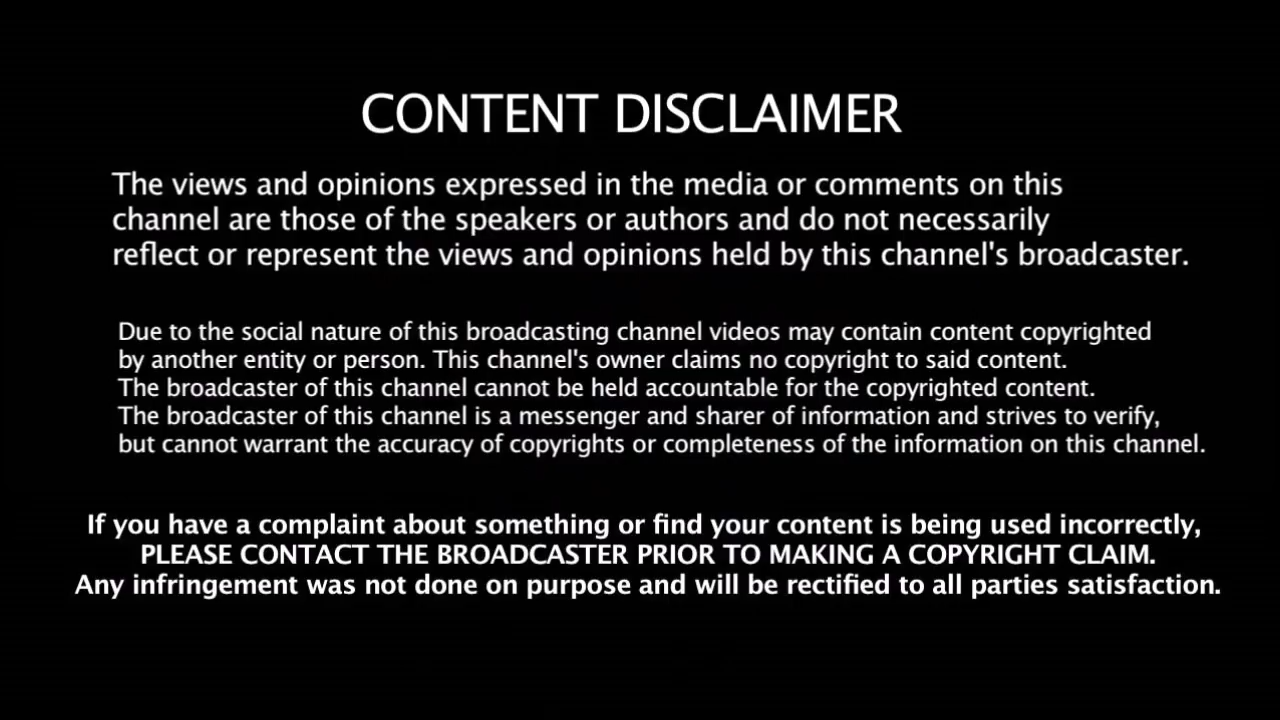 CONTENT DISCLAIMER
The views and opinions expressed in the media or comments on this
channel are those of the speakers or authors and do not necessarily
reflect or represent the views and opinions held by this channel's broadcaster.
Due to the social nature of this broadcasting channel videos may contain content copyrighted
by another entity or person. This channel's owner claims no copyright to said content.
The broadcaster of this channel cannot be held accountable for the copyrighted content.
The broadcaster of this channel is a messenger and sharer of information and strives to verify,
but cannot warrant the accuracy of copyrights or completeness of the information on this channel.
If you have a complaint about something or find your content is being used incorrectly,
PLEASE CONTACT THE BROADCASTER PRIOR TO MAKING A COPYRIGHT CLAIM.
Any infringement was not done on purpose and will be rectified to all parties satisfaction.